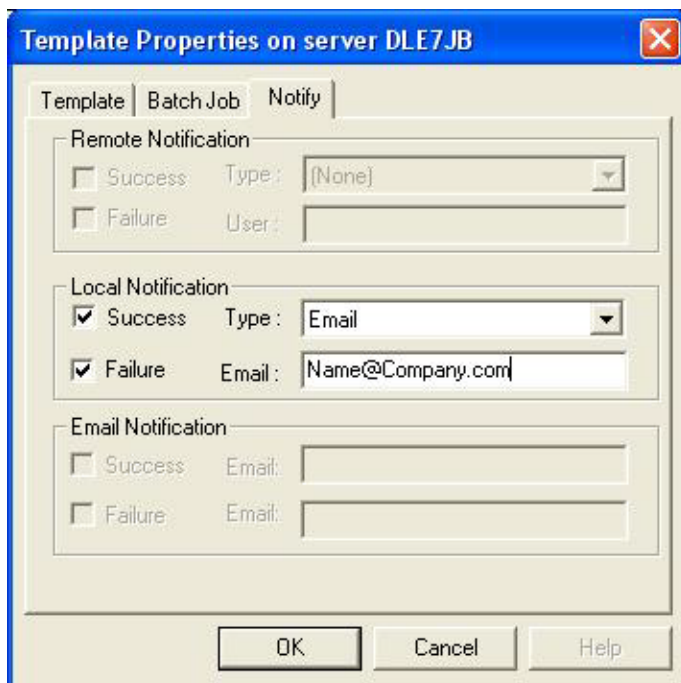 Template Properties on server DLE7JB
Template Batch Job Notify
Remote Notification
Success Type : (None)
Failure User :
Local Notification
Success Type : Email
Failure Email : Name@Company.com
Email Notification
Success Email:
Failure Email:
OK Cancel Help